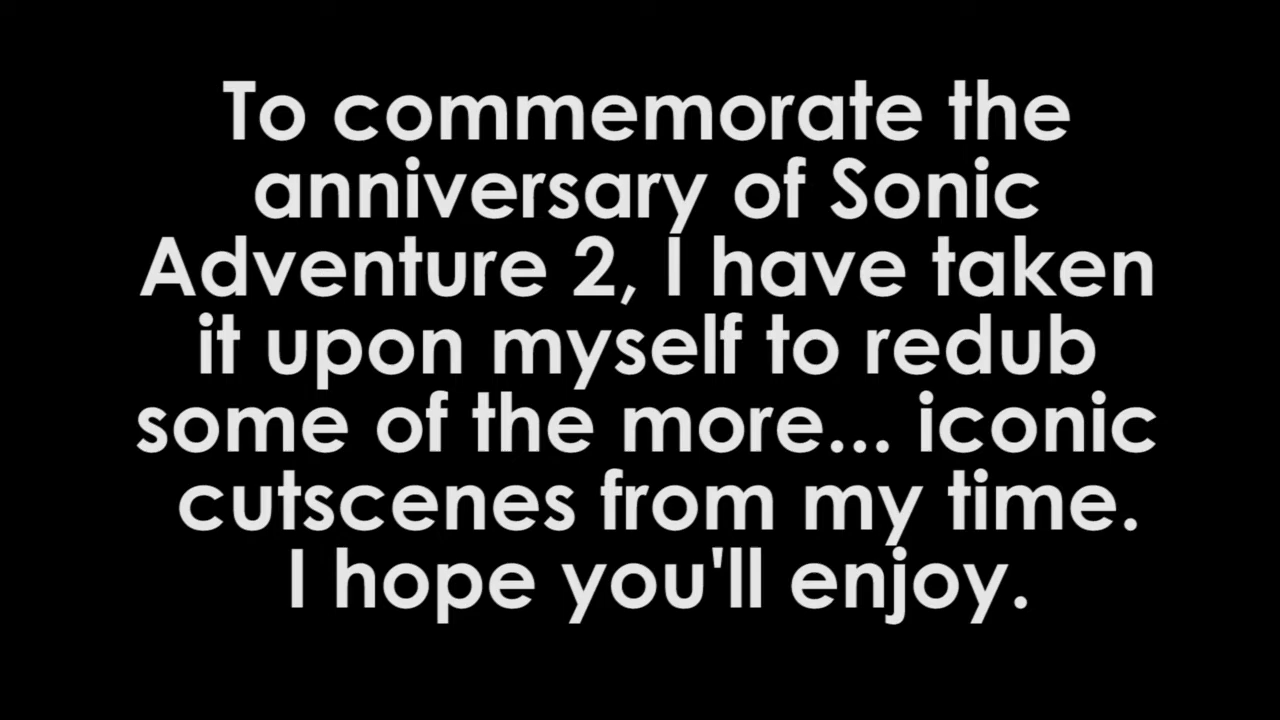 To commemorate the
anniversary of Sonic
Adventure 2, I have taken
it upon myself to redub
some of the more... iconic
cutscenes from my time.
I hope you'll enjoy.